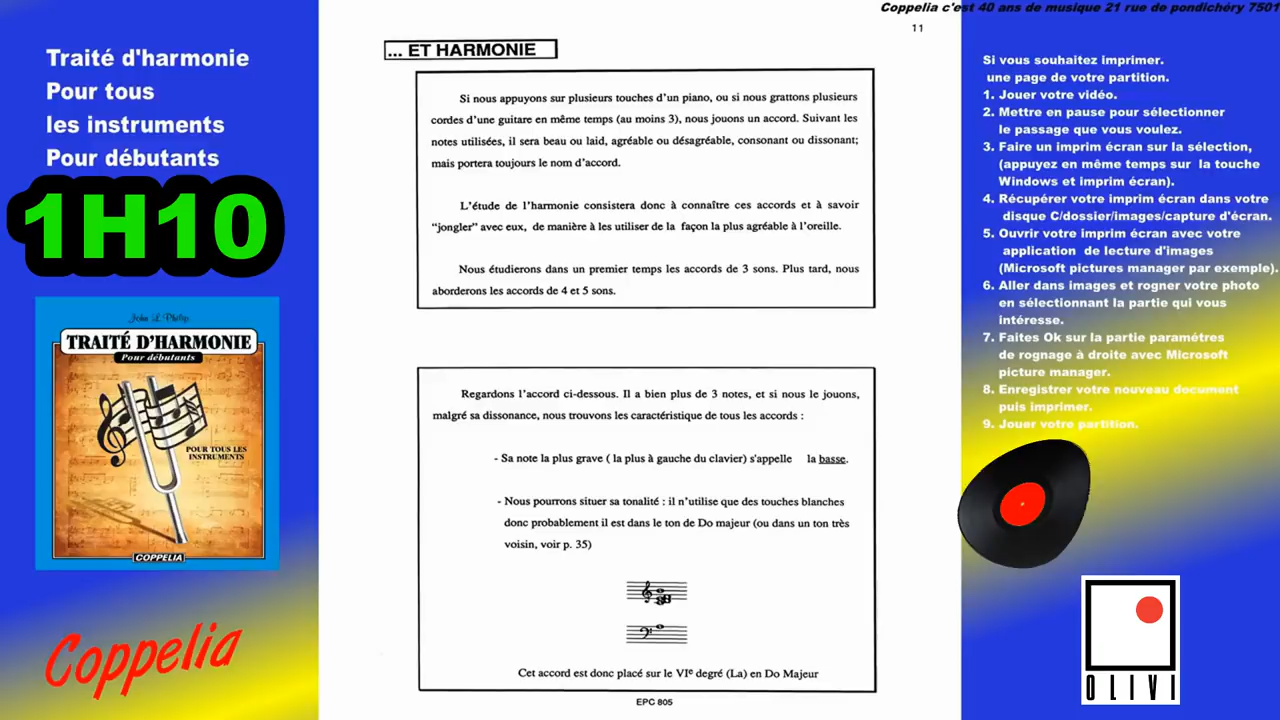 Coppelia c'est 40 ans de musique 21 rue de pondichéry 7501
Traité d'harmonie
Pour tous
les instruments
Pour débutants
1H10
John L. Philip
TRAITÉ D'HARMONIE
Pour débutants
POUR TOUS LES
INSTRUMENTS
COPPELIA
Coppelia
11
... ET HARMONIE
Si nous appuyons sur plusieurs touches d'un piano, ou si nous grattons plusieurs
cordes d'une guitare en même temps (au moins 3), nous jouons un accord. Suivant les
notes utilisées, il sera beau ou laid, agréable ou désagréable, consonant ou dissonant;
mais portera toujours le nom d'accord.
L'étude de l'harmonie consistera donc à connaître ces accords et à savoir
"jongler" avec eux, de manière à les utiliser de la façon la plus agréable à l'oreille.
Nous étudierons dans un premier temps les accords de 3 sons. Plus tard, nous
aborderons les accords de 4 et 5 sons.
Regardons l'accord ci-dessous. Il a bien plus de 3 notes, et si nous le jouons,
malgré sa dissonance, nous trouvons les caractéristique de tous les accords :
- Sa note la plus grave ( la plus à gauche du clavier) s'appelle la basse.
- Nous pourrons situer sa tonalité : il n'utilise que des touches blanches
donc probablement il est dans le ton de Do majeur (ou dans un ton très
voisin, voir p. 35)
Cet accord est donc placé sur le VIe degré (La) en Do Majeur
EPC 805
Si vous souhaitez imprimer.
une page de votre partition.
1. Jouer votre vidéo.
2. Mettre en pause pour sélectionner
le passage que vous voulez.
3. Faire un imprim écran sur la sélection,
(appuyez en même temps sur la touche
Windows et imprim écran).
4. Récupérer votre imprim écran dans votre
disque C/dossier/images/capture d'écran.
5. Ouvrir votre imprim écran avec votre
application de lecture d'images
(Microsoft pictures manager par exemple).
6. Aller dans images et rogner votre photo
en sélectionnant la partie qui vous
intéresse.
7. Faites Ok sur la partie paramétres
de rognage à droite avec Microsoft
picture manager.
8. Enregistrer votre nouveau document
puis imprimer.
9. Jouer votre partition.
OLIVI